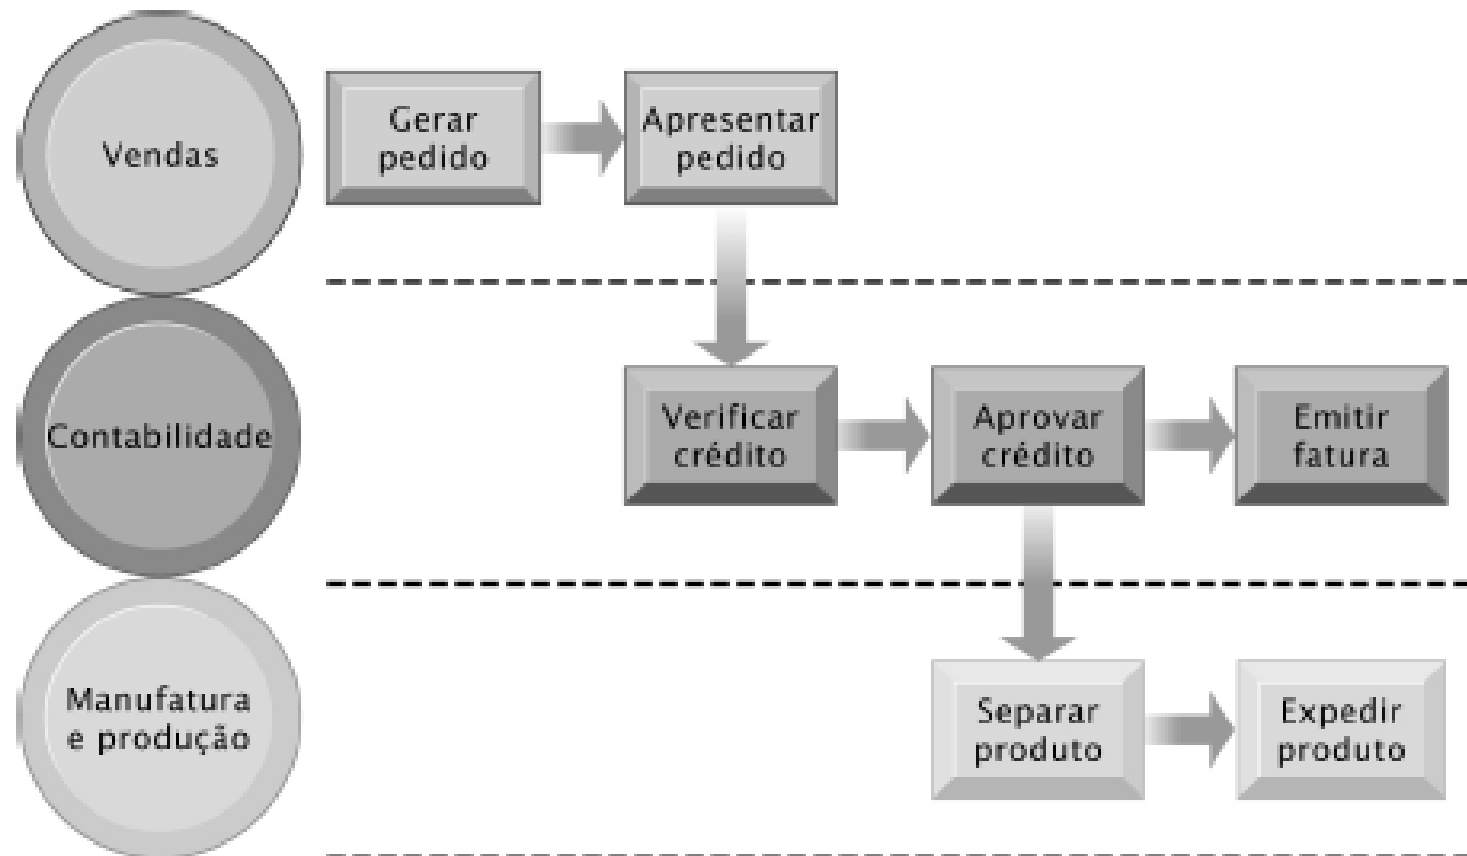 Vendas
Gerar
pedido
Apresentar
pedido
Contabilidade
Verificar
crédito
Aprovar
crédito
Emitir
fatura
Manufatura
e produção
Separar
produto
Expedir
produto